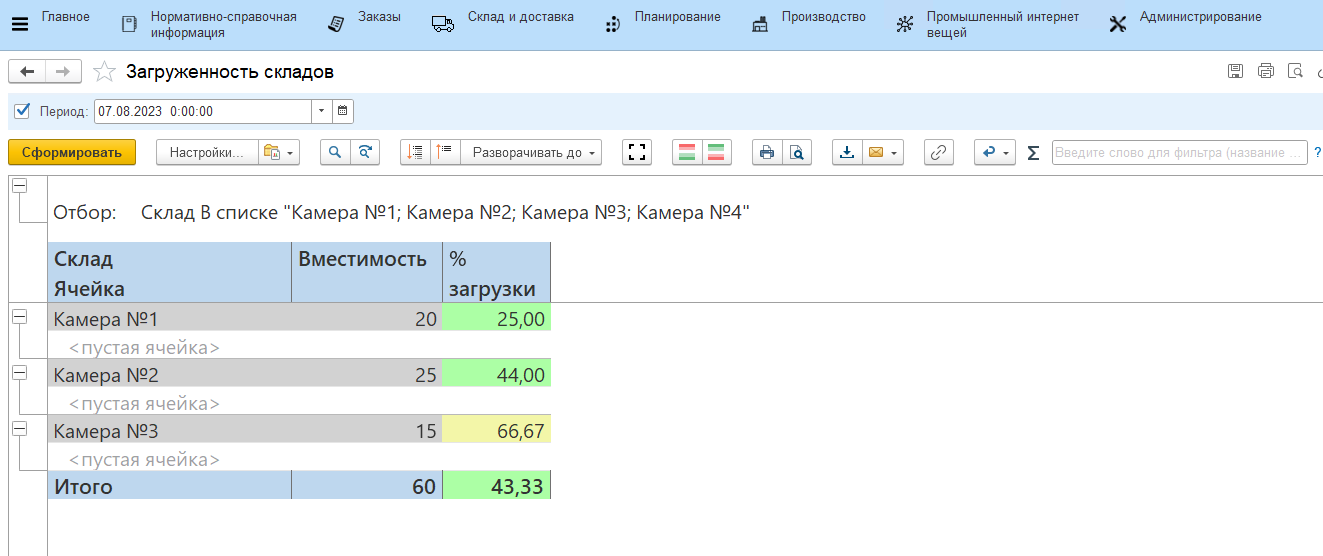 Главное
Нормативно-справочная
информация
Заказы
Склад и доставка
Планирование
Производство
Промышленный интернет
вещей
Администрирование
Загруженность складов
Период: 07.08.2023 0:00:00
Сформировать Настройки... Разворачивать до Σ Введите слово для фильтра (название ... ?
Отбор: Склад В списке "Камера №1; Камера №2; Камера №3; Камера №4"
Склад Вместимость %
Ячейка загрузки
Камера №1 20 25,00
<пустая ячейка>
Камера №2 25 44,00
<пустая ячейка>
Камера №3 15 66,67
<пустая ячейка>
Итого 60 43,33